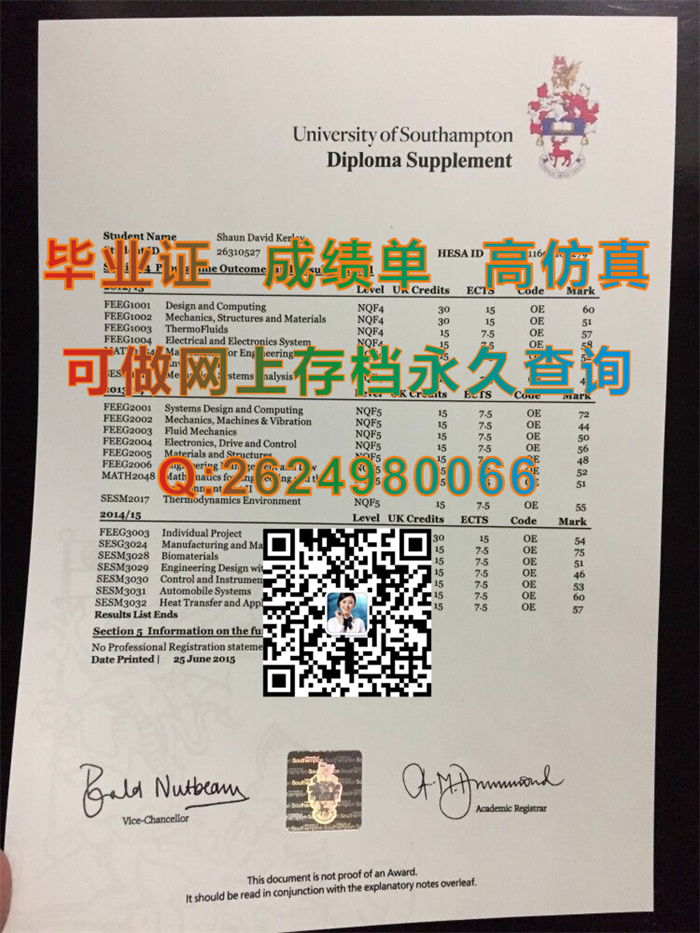 University of Southampton
Diploma Supplement
Student Name Shaun David Kerley
毕业证 成绩单 高仿真
26310527 HESA ID
Level UK Credits ECTS Code Mark
FEEG1001 Design and Computing NQF4 30 15 OE 60
FEEG1002 Mechanics, Structures and Materials NQF4 30 15 OE 51
FEEG1003 ThermoFluids NQF4 15 7.5 OE 57
FEEG1004 Electrical and Electronics System NQF4 15 7.5 OE 58
可做网上存档永久查询
FEEG2001 Systems Design and Computing NQF5 15 7.5 OE 72
FEEG2002 Mechanics, Machines & Vibration NQF5 15 7.5 OE 44
FEEG2003 Fluid Mechanics NQF5 15 7.5 OE 50
FEEG2004 Electronics, Drive and Control NQF5 15 7.5 OE 56
FEEG2005 Materials and Structures NQF5 15 7.5 OE 48
FEEG2006 OE 52
Q:2624980066
MATH2048 OE 51
SESM2017 Thermodynamics Environment NQF5 15 7.5 OE 55
2014/15 Level UK Credits ECTS Code Mark
FEEG3003 Individual Project 30 15 OE 54
SESG3024 Manufacturing and 15 7.5 OE 75
SESM3028 Biomaterials 15 7.5 OE 51
SESM3029 Engineering Design 15 7.5 OE 46
SESM3030 Control and 15 7.5 OE 53
SESM3031 Automobile Systems 15 7.5 OE 60
SESM3032 Heat Transfer and 15 7.5 OE 57
Results List Ends
Section 5 Information on the
No Professional Registration
Date Printed | 25 June 2015
Vice-Chancellor
Academic Registrar
This document is not proof of an Award.
It should be read in conjunction with the explanatory notes overleaf.